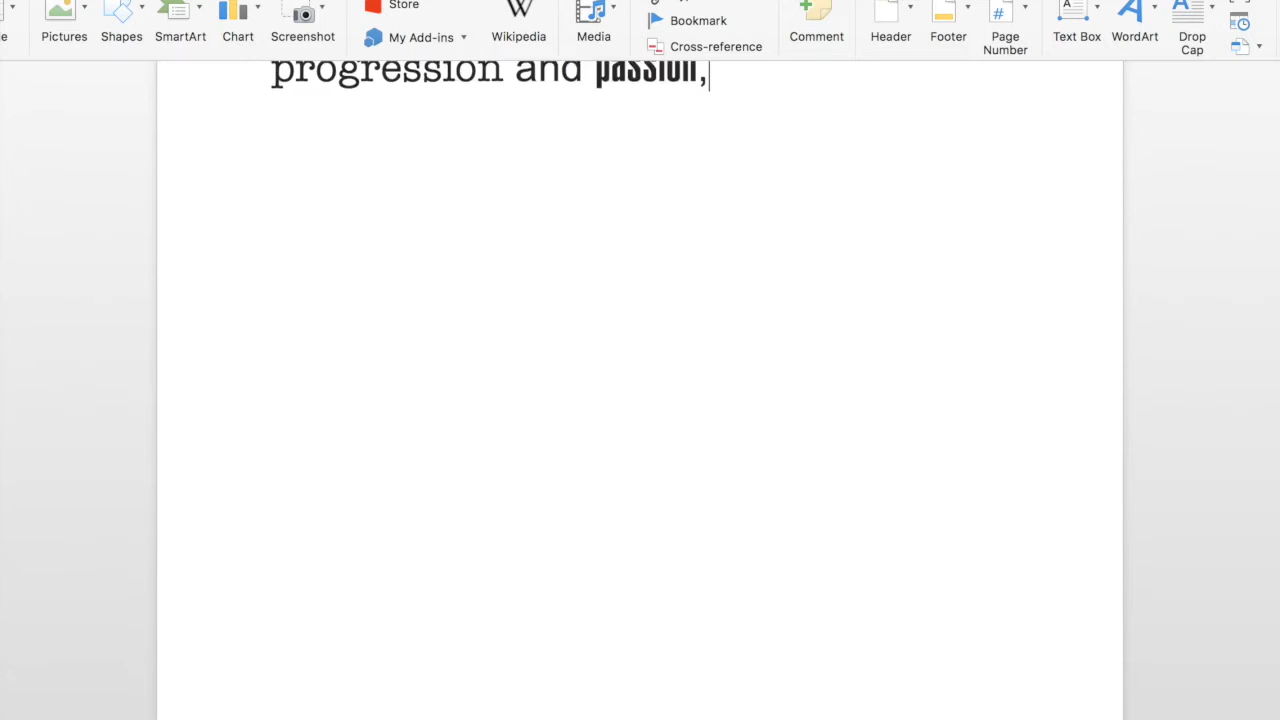 Store
Pictures Shapes SmartArt Chart Screenshot My Add-ins Wikipedia Media Bookmark Cross-reference Comment Header Footer Page Number Text Box WordArt Drop Cap
progression and passion,